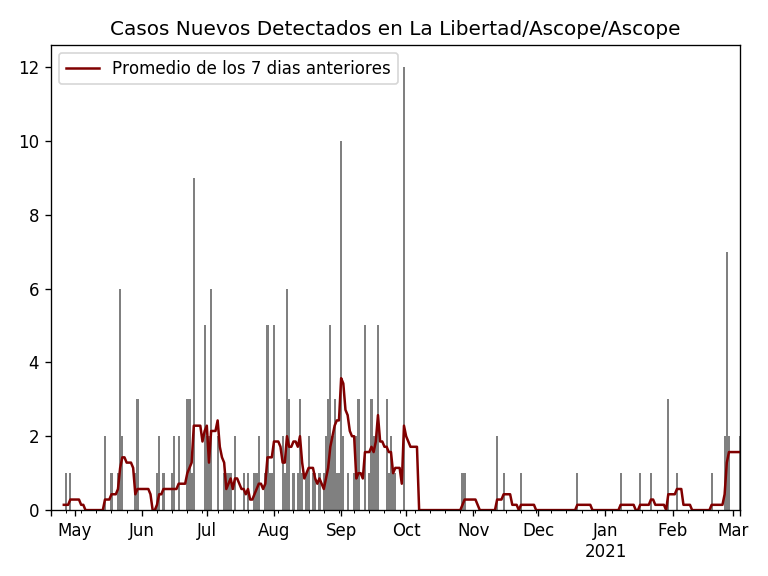 Casos Nuevos Detectados en La Libertad/Ascope/Ascope
Promedio de los 7 dias anteriores
12
10
8
6
4
2
0
May Jun Jul Aug Sep Oct Nov Dec Jan Feb Mar
2021